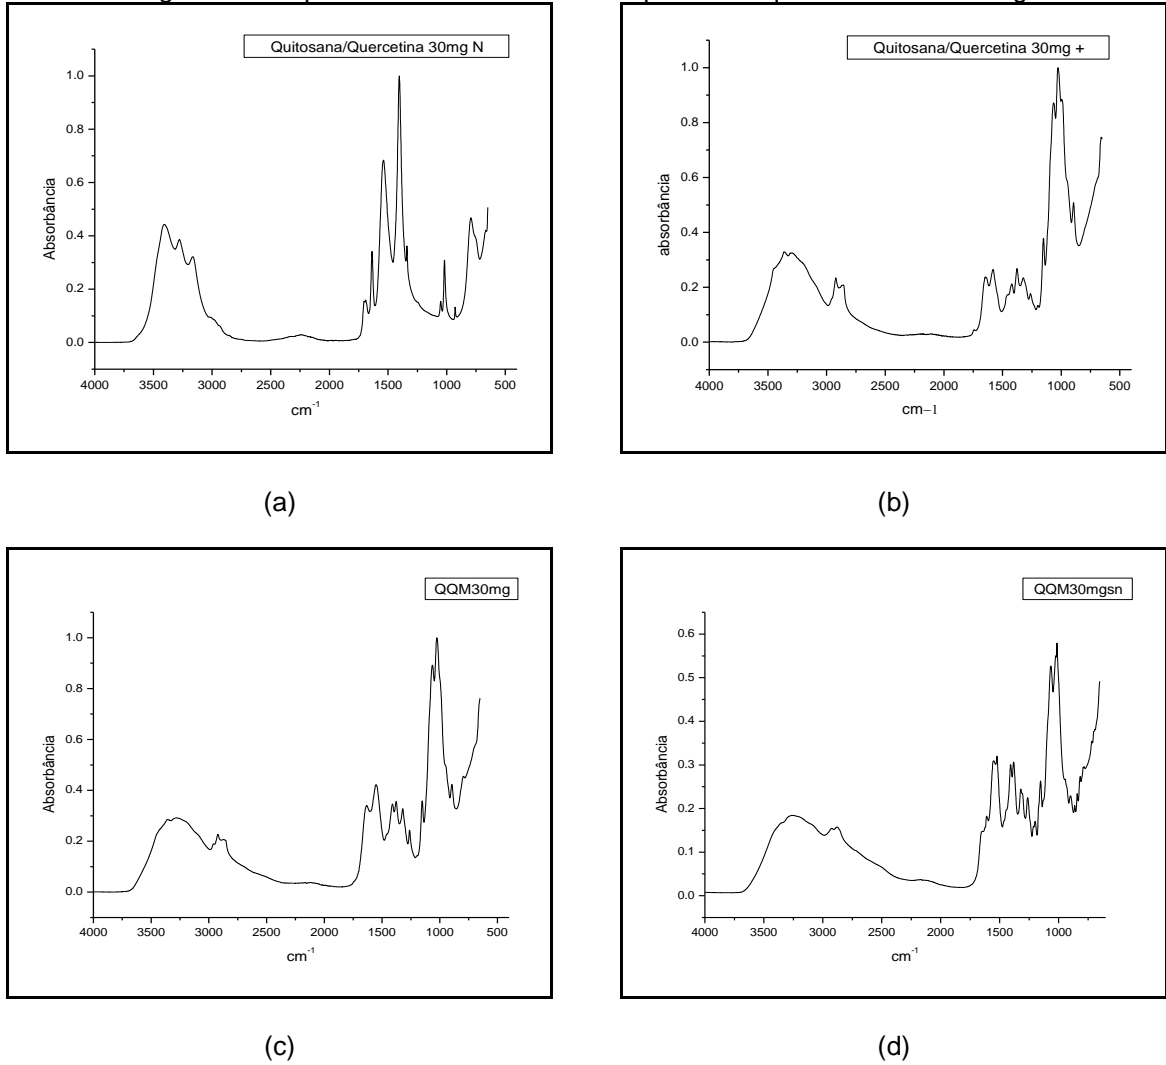 Quitosana/Quercetina 30mg N
1.0
0.8
0.6
0.4
0.2
0.0
Absorbância
4000 3500 3000 2500 2000 1500 1000 500
cm-1
(a)
Quitosana/Quercetina 30mg +
1.0
0.8
0.6
0.4
0.2
0.0
absorbância
4000 3500 3000 2500 2000 1500 1000 500
cm−1
(b)
QQM30mg
1.0
0.8
0.6
0.4
0.2
0.0
Absorbância
4000 3500 3000 2500 2000 1500 1000 500
cm-1
(c)
QQM30mgsn
0.6
0.5
0.4
0.3
0.2
0.1
0.0
Absorbância
4000 3500 3000 2500 2000 1500 1000
cm-1
(d)